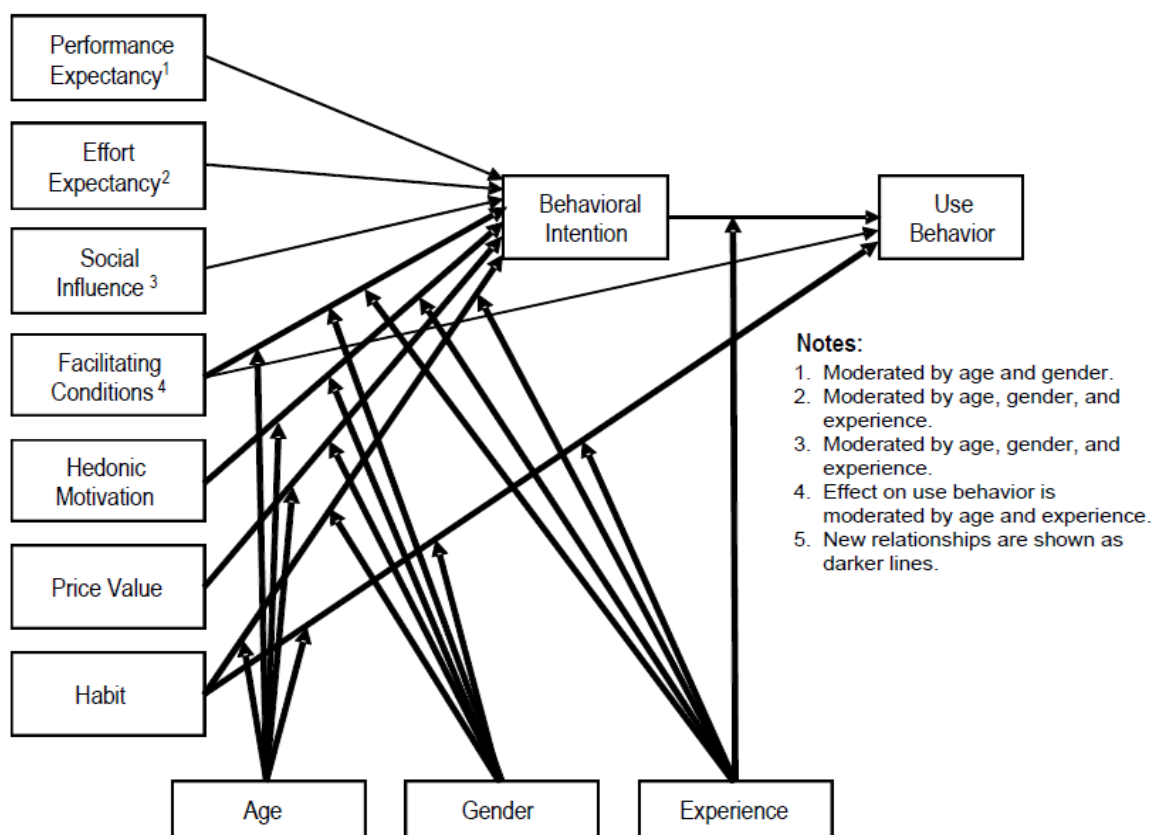 Performance
Expectancy1
Effort
Expectancy2
Behavioral
Intention
Use
Behavior
Social
Influence 3
Facilitating
Conditions 4
Hedonic
Motivation
Price Value
Habit
Notes:
1. Moderated by age and gender.
2. Moderated by age, gender, and
experience.
3. Moderated by age, gender, and
experience.
4. Effect on use behavior is
moderated by age and experience.
5. New relationships are shown as
darker lines.
Age
Gender
Experience